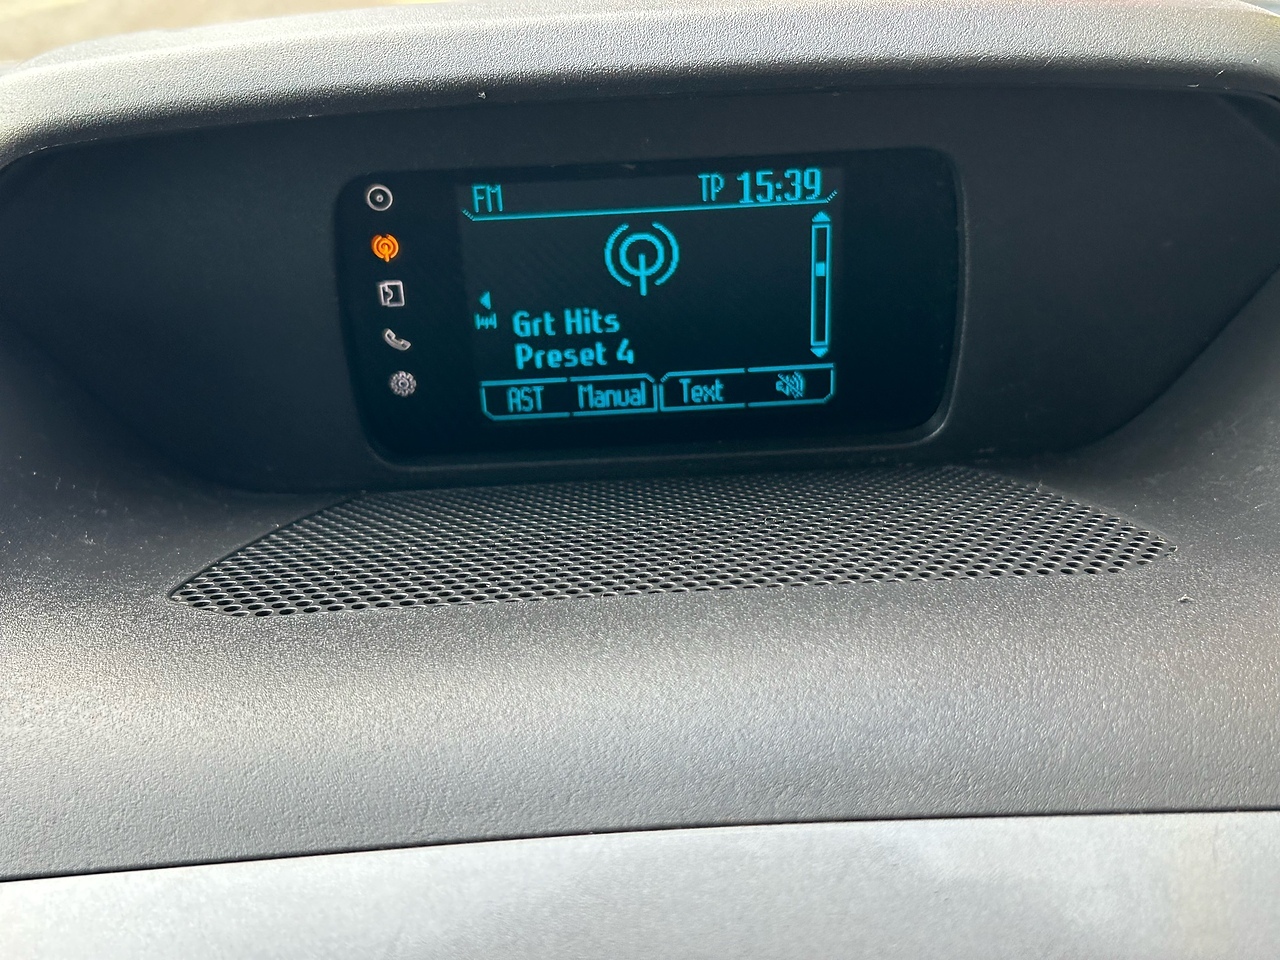 FM TP 15:39
Grt Hits
Preset 4
AST Manual Text